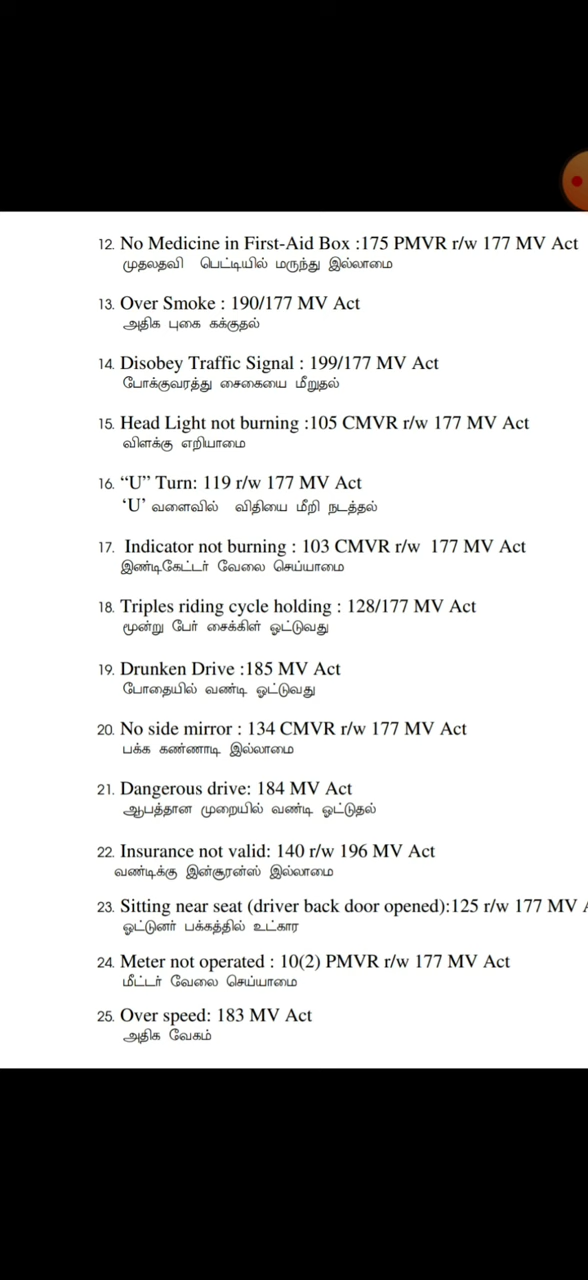 12. No Medicine in First-Aid Box :175 PMVR r/w 177 MV Act
முதலதவி பெட்டியில் மருந்து இல்லாமை
13. Over Smoke : 190/177 MV Act
அதிக புகை கக்குதல்
14. Disobey Traffic Signal : 199/177 MV Act
போக்குவரத்து சைகையை மீறுதல்
15. Head Light not burning :105 CMVR r/w 177 MV Act
விளக்கு எறியாமை
16. “U” Turn: 119 r/w 177 MV Act
‘U’ வளைவில் விதியை மீறி நடத்தல்
17. Indicator not burning : 103 CMVR r/w 177 MV Act
இண்டிகேட்டர் வேலை செய்யாமை
18. Triples riding cycle holding : 128/177 MV Act
மூன்று பேர் சைக்கிள் ஓட்டுவது
19. Drunken Drive :185 MV Act
போதையில் வண்டி ஓட்டுவது
20. No side mirror : 134 CMVR r/w 177 MV Act
பக்க கண்ணாடி இல்லாமை
21. Dangerous drive: 184 MV Act
ஆபத்தான முறையில் வண்டி ஓட்டுதல்
22. Insurance not valid: 140 r/w 196 MV Act
வண்டிக்கு இன்சூரன்ஸ் இல்லாமை
23. Sitting near seat (driver back door opened):125 r/w 177 MV
ஓட்டுனர் பக்கத்தில் உட்கார
24. Meter not operated : 10(2) PMVR r/w 177 MV Act
மீட்டர் வேலை செய்யாமை
25. Over speed: 183 MV Act
அதிக வேகம்